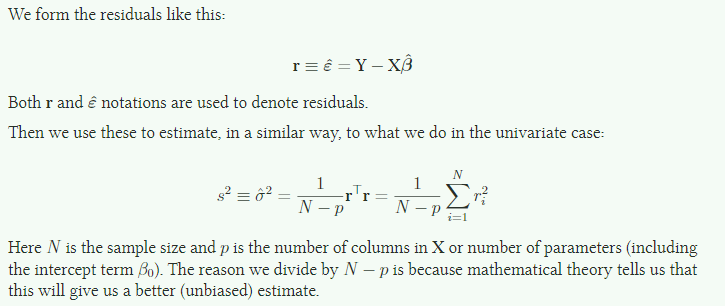 We form the residuals like this:
r ≡ ε̂ = Y − Xβ̂
Both r and ε̂ notations are used to denote residuals.
Then we use these to estimate, in a similar way, to what we do in the univariate case:
s² ≡ σ̂² = 1/(N − p) r⊤r = 1/(N − p) ∑_{i=1}^{N} r_i²
Here N is the sample size and p is the number of columns in X or number of parameters (including
the intercept term β₀). The reason we divide by N − p is because mathematical theory tells us that
this will give us a better (unbiased) estimate.